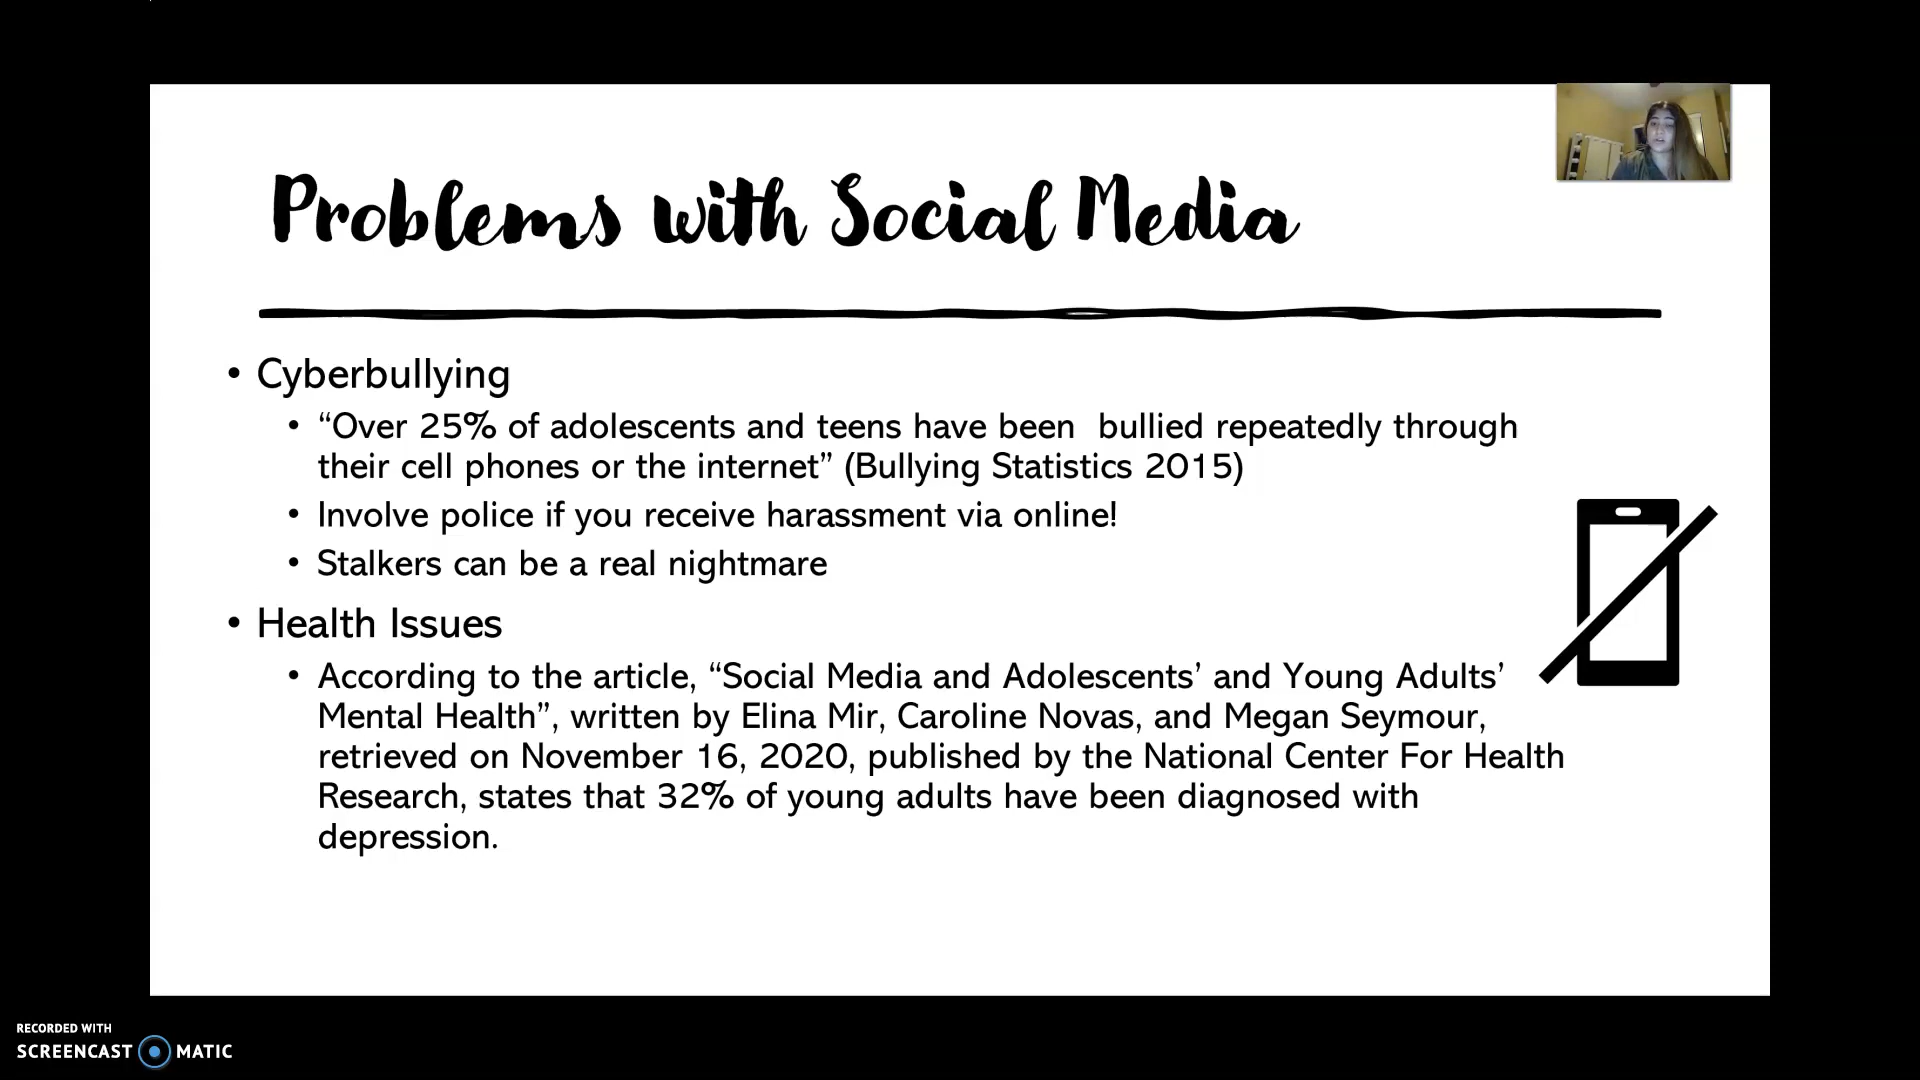 Problems with Social Media
• Cyberbullying
• “Over 25% of adolescents and teens have been  bullied repeatedly through
their cell phones or the internet” (Bullying Statistics 2015)
• Involve police if you receive harassment via online!
• Stalkers can be a real nightmare
• Health Issues
• According to the article, “Social Media and Adolescents’ and Young Adults’
Mental Health”, written by Elina Mir, Caroline Novas, and Megan Seymour,
retrieved on November 16, 2020, published by the National Center For Health
Research, states that 32% of young adults have been diagnosed with
depression.
RECORDED WITH
SCREENCAST MATIC